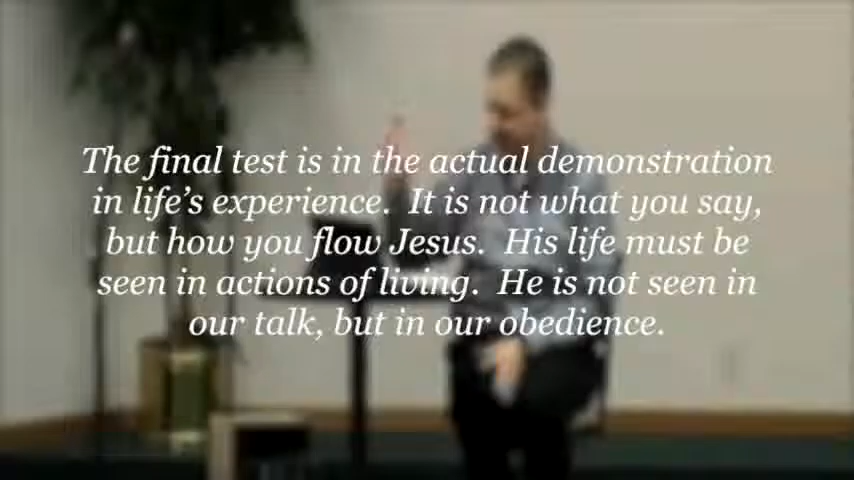 The final test is in the actual demonstration
in life's experience.  It is not what you say,
but how you flow Jesus.  His life must be
seen in actions of living.  He is not seen in
our talk, but in our obedience.